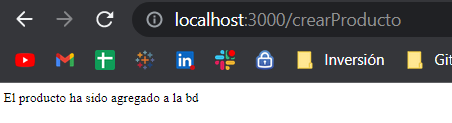 localhost:3000/crearProducto
Inversión
Git
El producto ha sido agregado a la bd